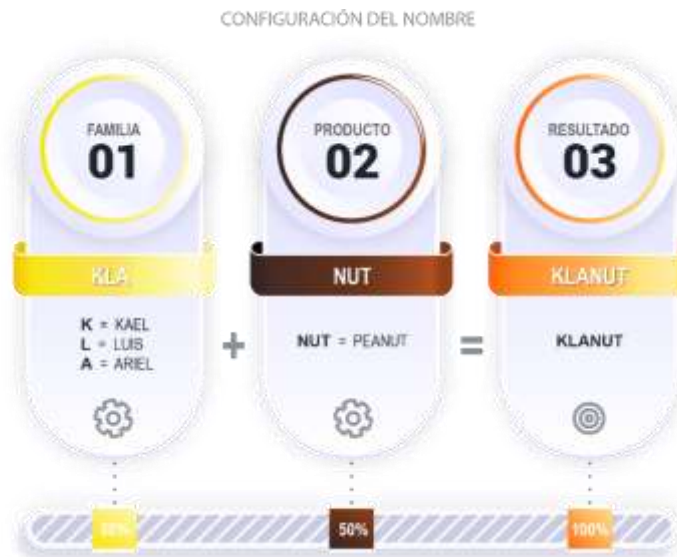 CONFIGURACIÓN DEL NOMBRE
FAMILIA
01
KLA
K = KAEL
L = LUIS
A = ARIEL
+
PRODUCTO
02
NUT
NUT = PEANUT
=
RESULTADO
03
KLANUT
KLANUT
50%
100%